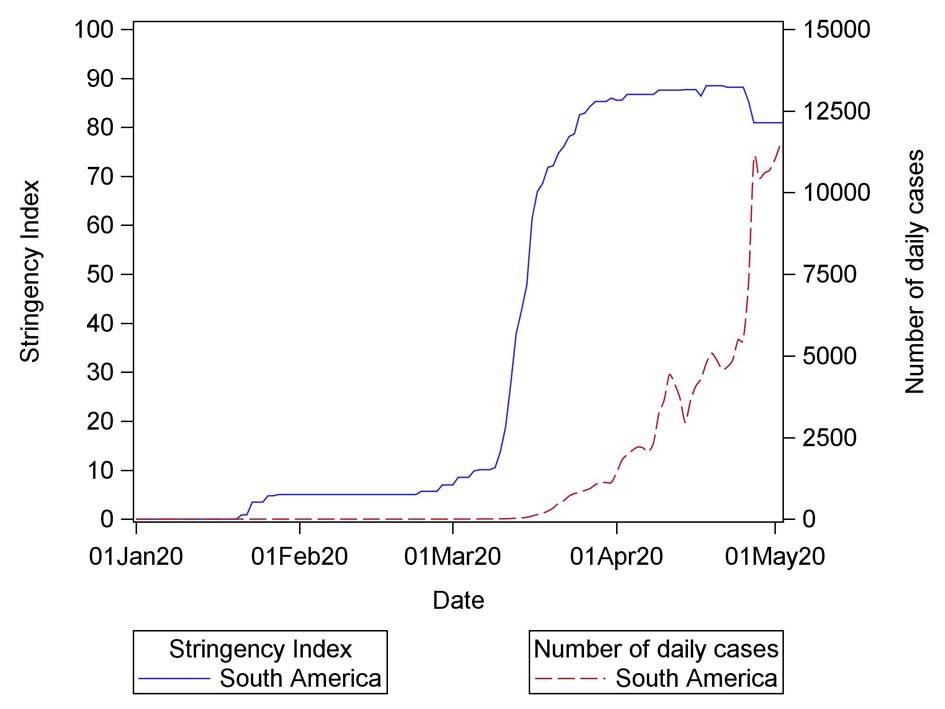 100
90
80
70
60
50
40
30
20
10
0
Stringency Index
15000
12500
10000
7500
5000
2500
0
Number of daily cases
01Jan20 01Feb20 01Mar20 01Apr20 01May20
Date
Stringency Index
South America
Number of daily cases
South America